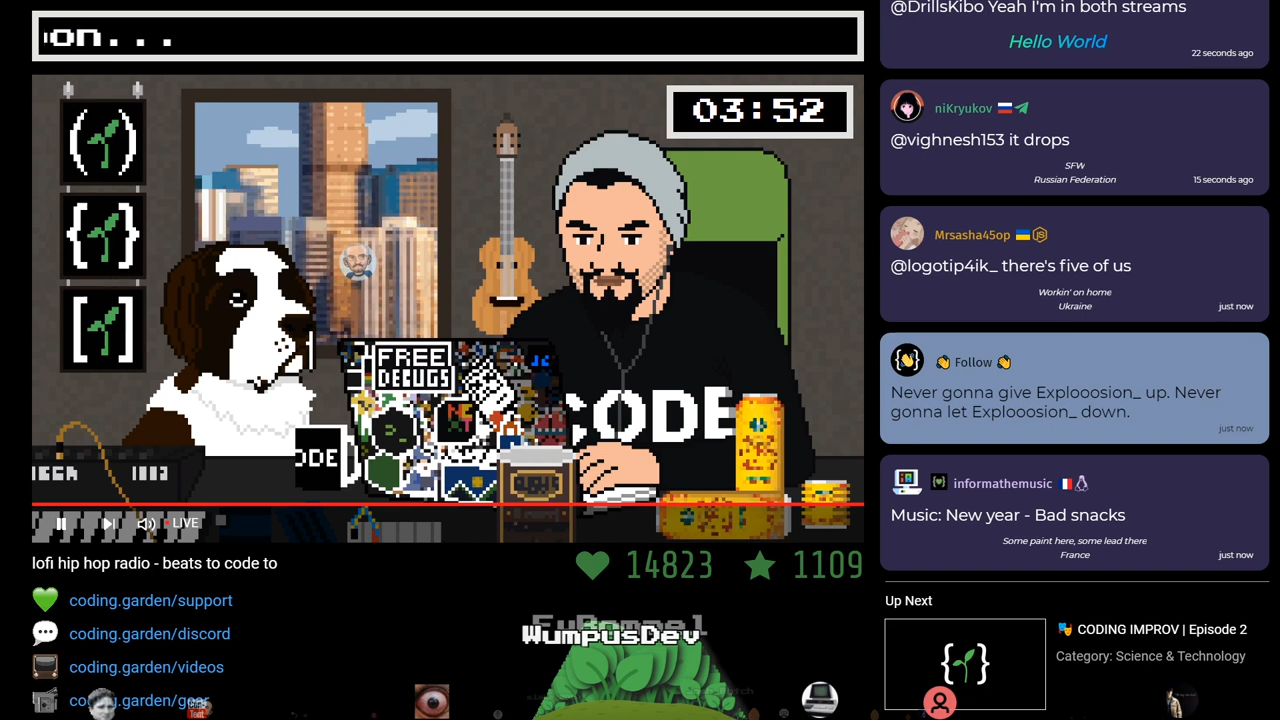 on...
03:52
FREE
DEBUGS
CODE
ODE
LIVE
lofi hip hop radio - beats to code to
14823
1109
coding.garden/support
coding.garden/discord
coding.garden/videos
coding.garden/gear
WumpusDev
@DrillsKibo Yeah I'm in both streams
Hello World
22 seconds ago
niKryukov
@vighnesh153 it drops
SFW
Russian Federation
15 seconds ago
Mrsasha45op
@logotip4ik_ there's five of us
Workin' on home
Ukraine
just now
Follow
Never gonna give Explooosion_ up. Never
gonna let Explooosion_ down.
just now
informathemusic
Music: New year - Bad snacks
Some paint here, some lead there
France
just now
Up Next
CODING IMPROV | Episode 2
Category: Science & Technology